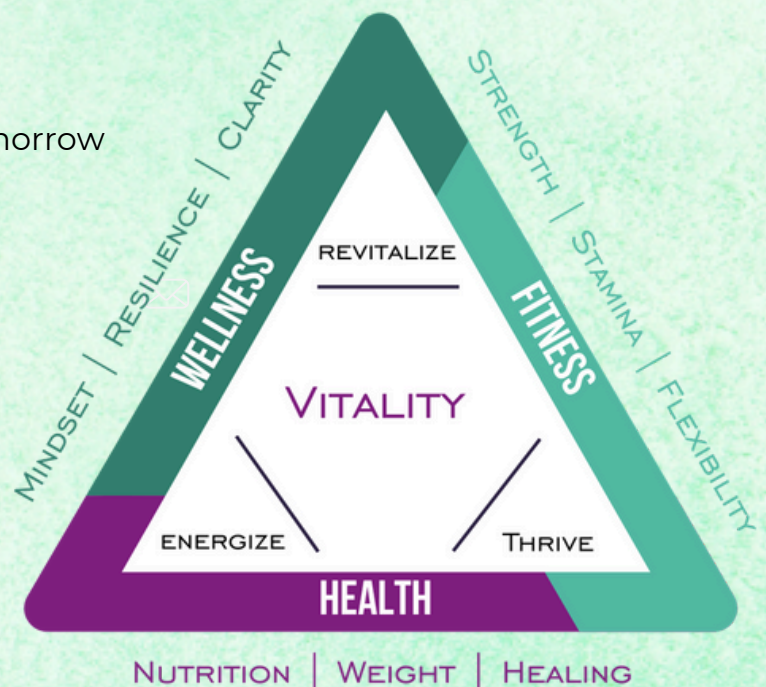 MINDSET | RESILIENCE | CLARITY
STRENGTH | STAMINA | FLEXIBILITY
WELLNESS
REVITALIZE
FITNESS
VITALITY
ENERGIZE
THRIVE
HEALTH
NUTRITION | WEIGHT | HEALING